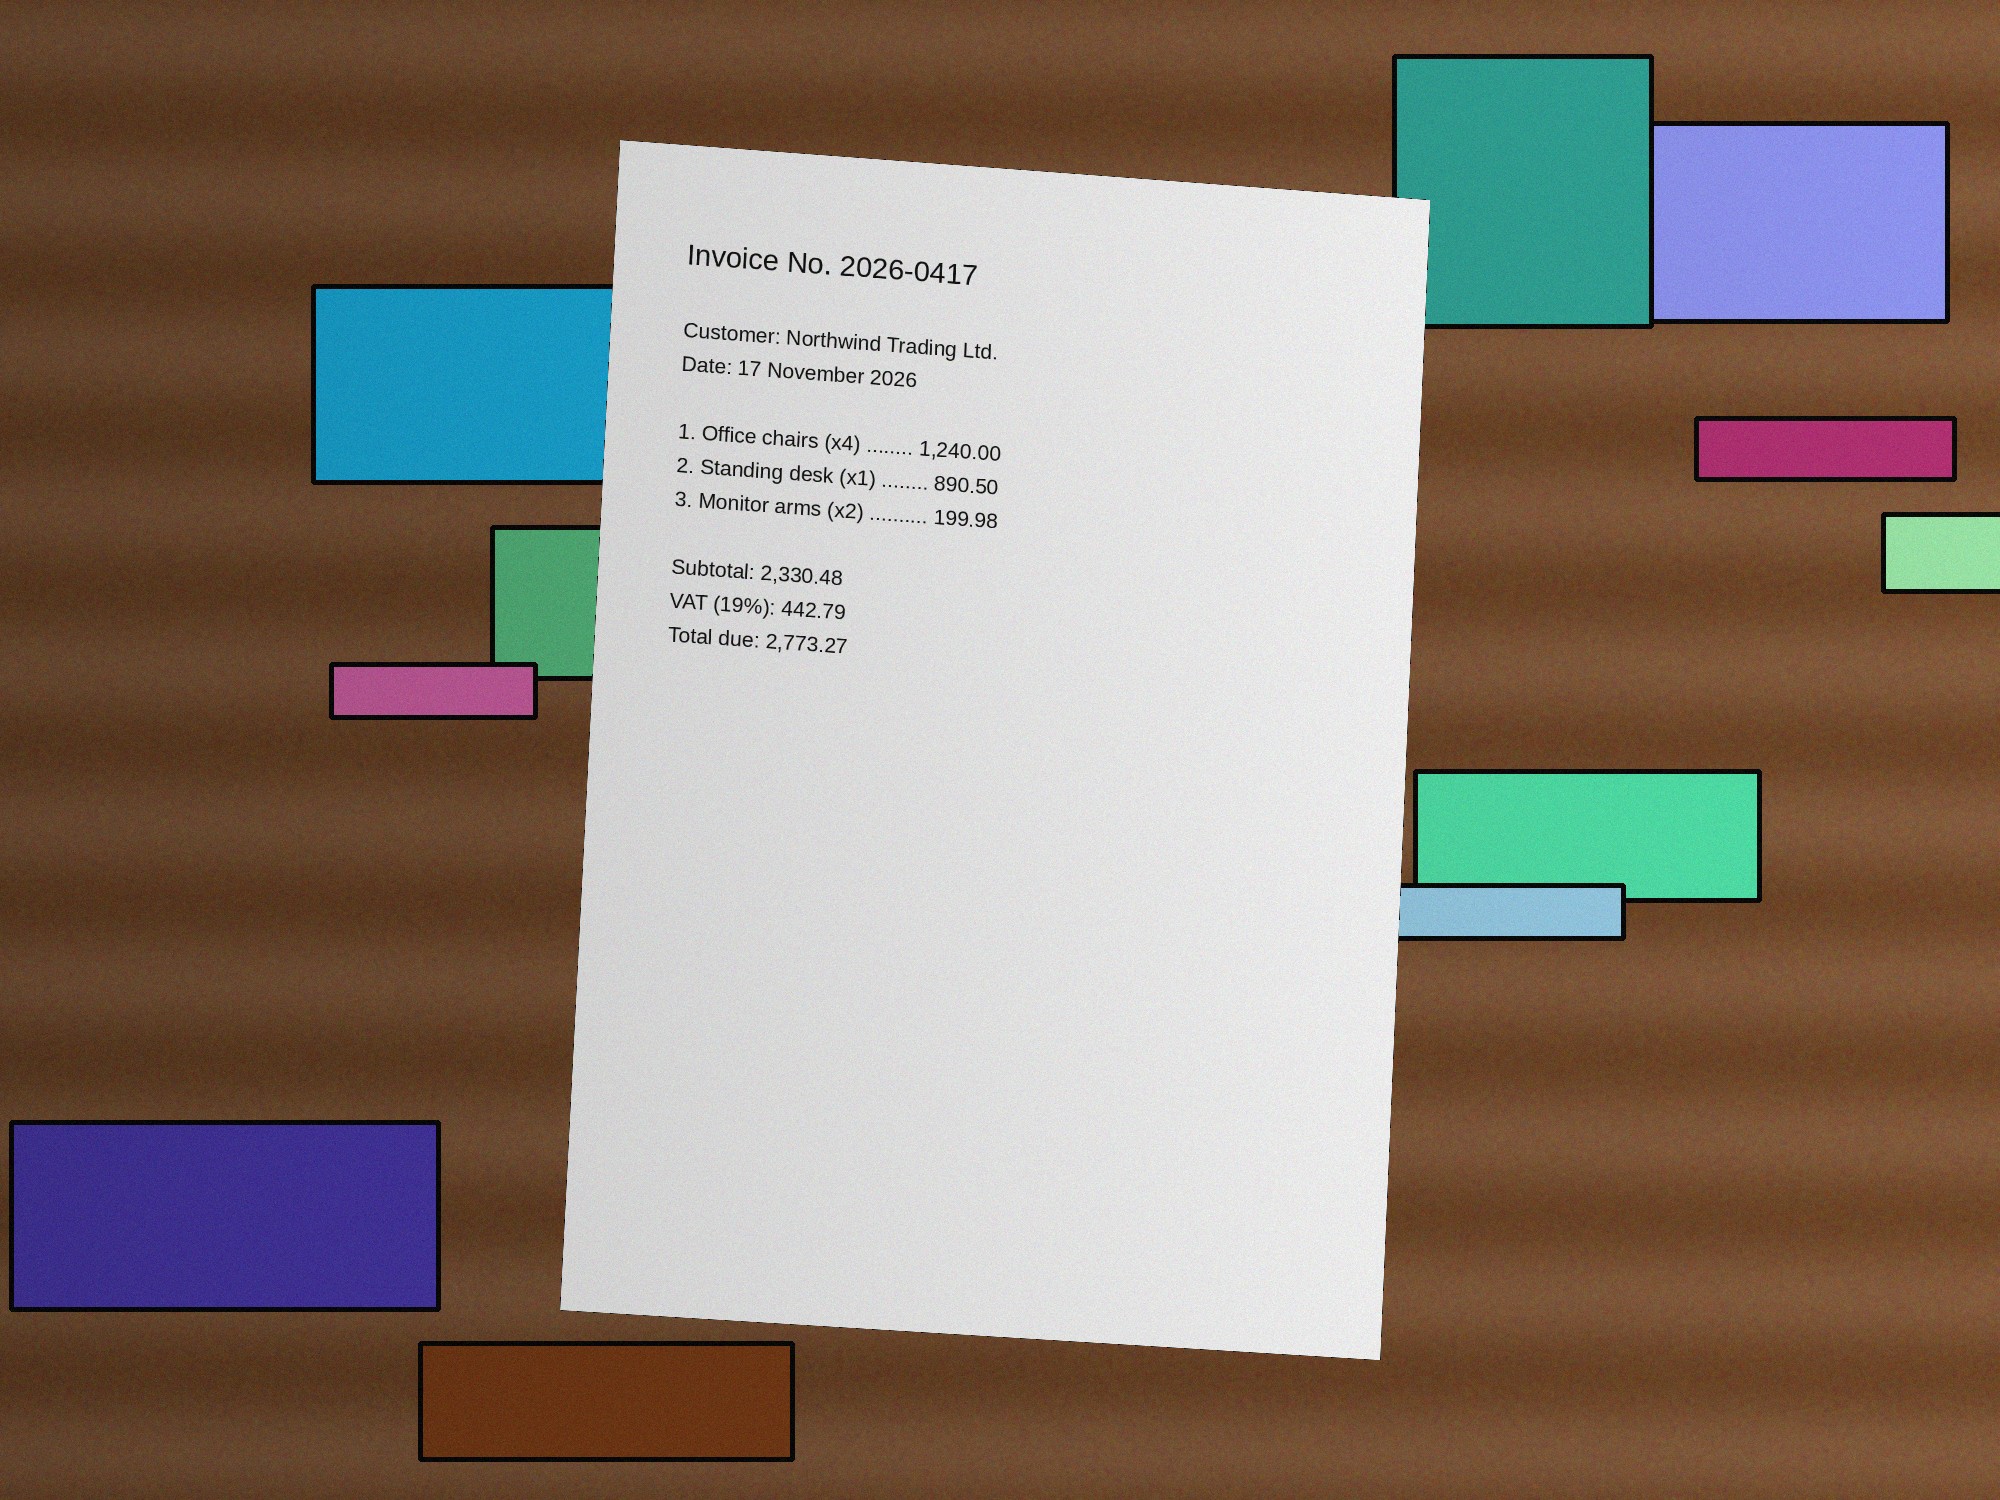 Invoice No. 2026-0417
Customer: Northwind Trading Ltd.
Date: 17 November 2026
1. Office chairs (x4) ........ 1,240.00
2. Standing desk (x1) ........ 890.50
3. Monitor arms (x2) .......... 199.98
Subtotal: 2,330.48
VAT (19%): 442.79
Total due: 2,773.27